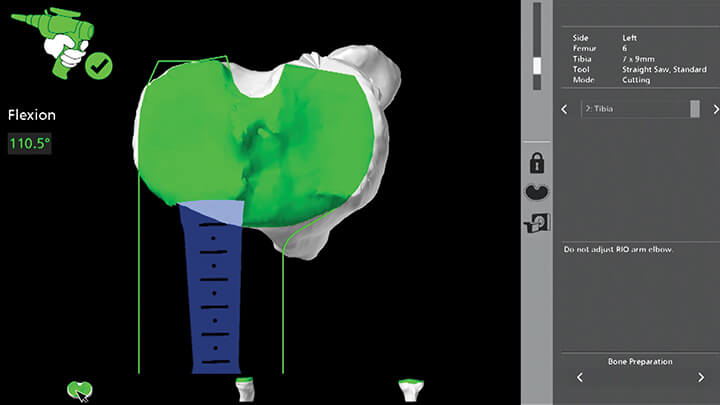 Flexion
110.5°
Side Left
Femur 6
Tibia 7 x 9mm
Tool Straight Saw, Standard
Mode Cutting
2: Tibia
Do not adjust RIO arm elbow.
Bone Preparation